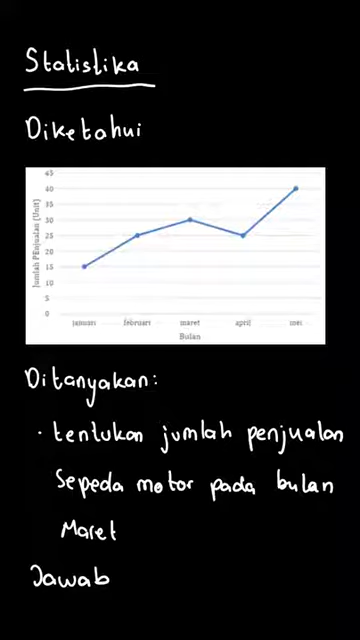 Statistika
Diketahui
45
40
35
30
25
20
15
10
5
0
Jumlah PEnjualan (Unit)
januari februari maret april mei
Bulan
Ditanyakan:
• tentukan jumlah penjualan
Sepeda motor pada bulan
Maret
Jawab